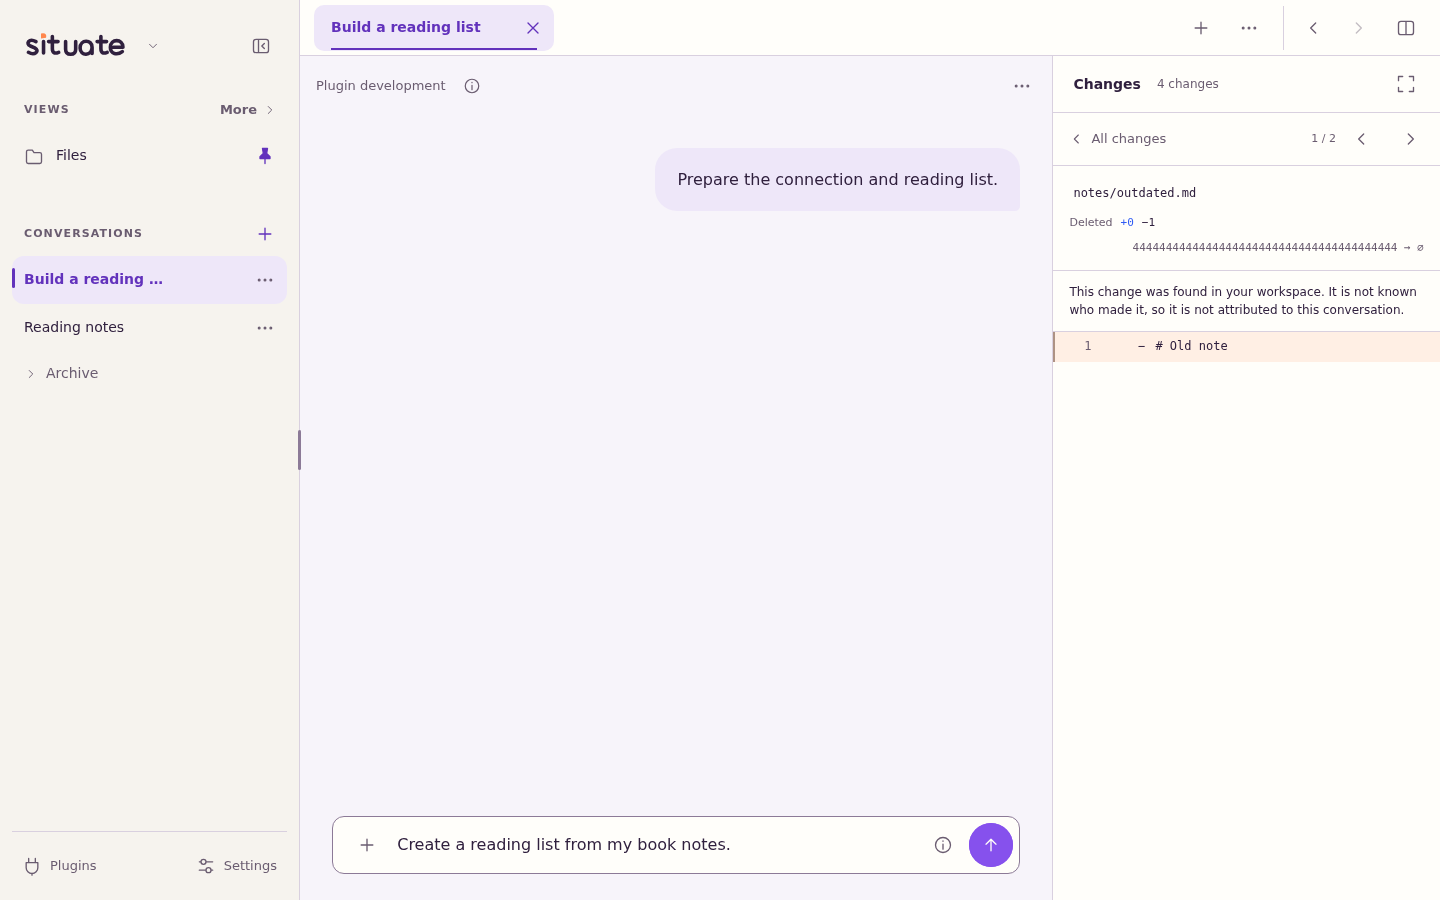 situate
VIEWS
More
Files
CONVERSATIONS
Build a reading ...
Reading notes
Archive
Plugins
Settings
Build a reading list
Plugin development
Prepare the connection and reading list.
Create a reading list from my book notes.
Changes 4 changes
All changes 1 / 2
notes/outdated.md
Deleted +0 −1
4444444444444444444444444444444444444444 → ∅
This change was found in your workspace. It is not known
who made it, so it is not attributed to this conversation.
1 − # Old note